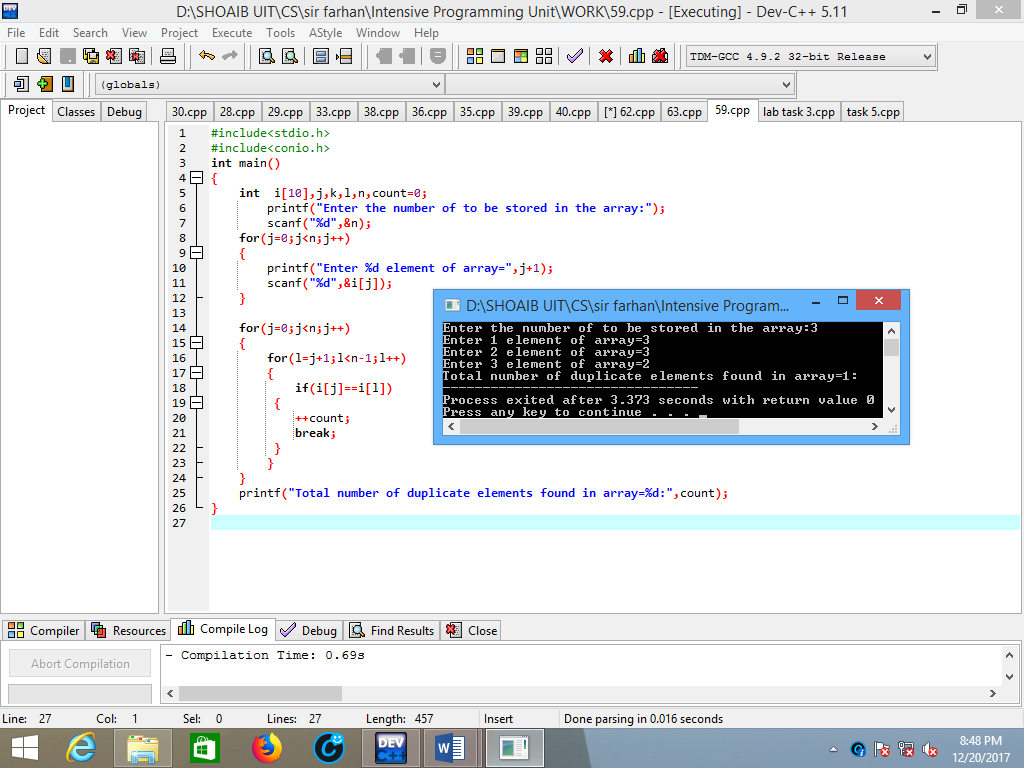 D:\SHOAIB UIT\CS\sir farhan\Intensive Programming Unit\WORK\59.cpp - [Executing] - Dev-C++ 5.11
File Edit Search View Project Execute Tools AStyle Window Help
TDM-GCC 4.9.2 32-bit Release
(globals)
Project Classes Debug
30.cpp 28.cpp 29.cpp 33.cpp 38.cpp 36.cpp 35.cpp 39.cpp 40.cpp [*] 62.cpp 63.cpp 59.cpp lab task 3.cpp task 5.cpp
1 #include<stdio.h>
2 #include<conio.h>
3 int main()
4 {
5 int i[10],j,k,l,n,count=0;
6 printf("Enter the number of to be stored in the array:");
7 scanf("%d",&n);
8 for(j=0;j<n;j++)
9 {
10 printf("Enter %d element of array=",j+1);
11 scanf("%d",&i[j]);
12 }
13
14 for(j=0;j<n;j++)
15 {
16 for(l=j+1;l<n-1;l++)
17 {
18 if(i[j]==i[l])
19 {
20 ++count;
21 break;
22 }
23 }
24 }
25 printf("Total number of duplicate elements found in array=%d:",count);
26 }
27
D:\SHOAIB UIT\CS\sir farhan\Intensive Program...
Enter the number of to be stored in the array:3
Enter 1 element of array=3
Enter 2 element of array=3
Enter 3 element of array=2
Total number of duplicate elements found in array=1:
--------------------------------
Process exited after 3.373 seconds with return value 0
Press any key to continue . . . _
Compiler Resources Compile Log Debug Find Results Close
Abort Compilation
- Compilation Time: 0.69s
Line: 27 Col: 1 Sel: 0 Lines: 27 Length: 457 Insert Done parsing in 0.016 seconds
DEV C++
8:48 PM
12/20/2017